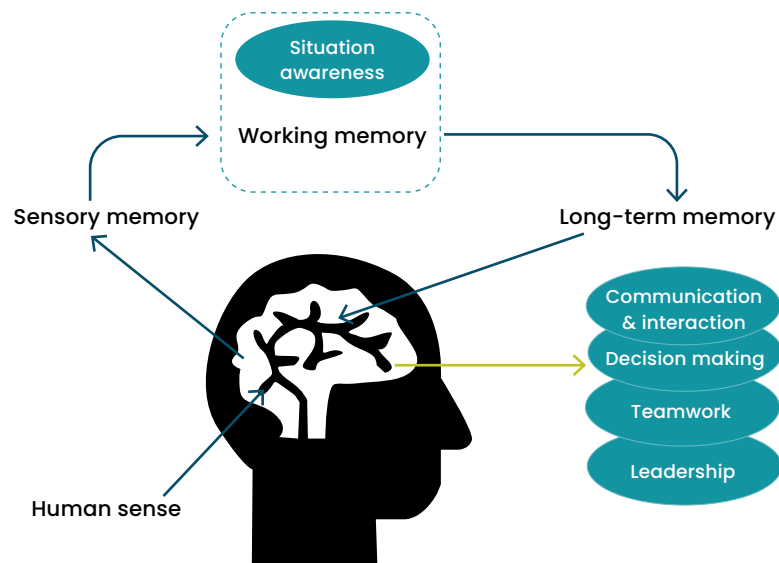 Situation
awareness
Working memory
Sensory memory
Long-term memory
Communication
& interaction
Decision making
Teamwork
Leadership
Human sense